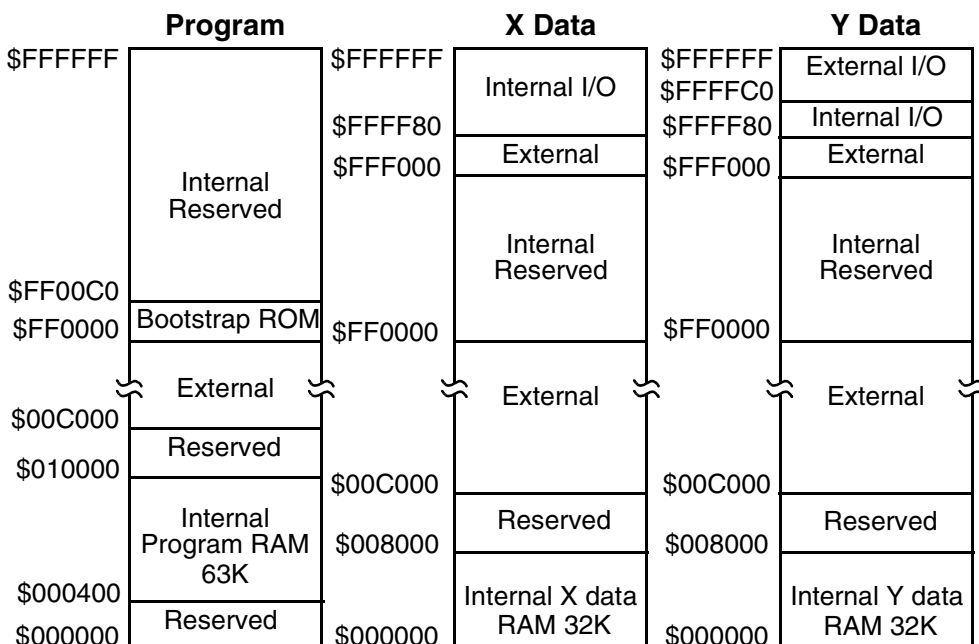 Program
$FFFFFF
Internal
Reserved
$FF00C0
Bootstrap ROM
$FF0000
External
$00C000
Reserved
$010000
Internal
Program RAM
63K
$000400
Reserved
$000000
X Data
$FFFFFF
Internal I/O
$FFFF80
External
$FFF000
Internal
Reserved
$FF0000
External
$00C000
Reserved
$008000
Internal X data
RAM 32K
$000000
Y Data
$FFFFFF
External I/O
$FFFFC0
Internal I/O
$FFFF80
External
$FFF000
Internal
Reserved
$FF0000
External
$00C000
Reserved
$008000
Internal Y data
RAM 32K
$000000